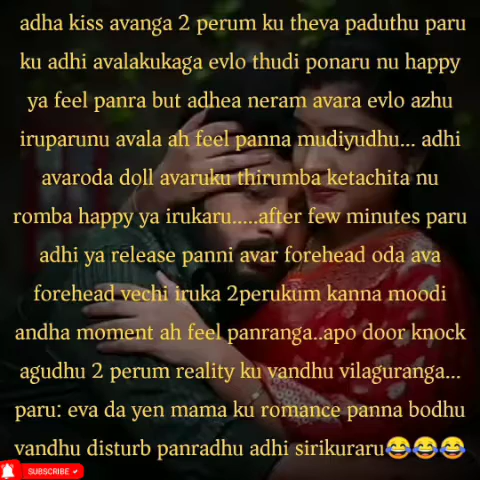 adha kiss avanga 2 perum ku theva paduthu paru
ku adhi avalakukaga evlo thudi ponaru nu happy
ya feel panra but adhea neram avara evlo azhu
iruparunu avala ah feel panna mudiyudhu... adhi
avaroda doll avaruku thirumba ketachita nu
romba happy ya irukaru.....after few minutes paru
adhi ya release panni avar forehead oda ava
forehead vechi iruka 2perukum kanna moodi
andha moment ah feel panranga..apo door knock
agudhu 2 perum reality ku vandhu vilaguranga...
paru: eva da yen mama ku romance panna bodhu
vandhu disturb panradhu adhi sirikuraru😂😂😂
SUBSCRIBE